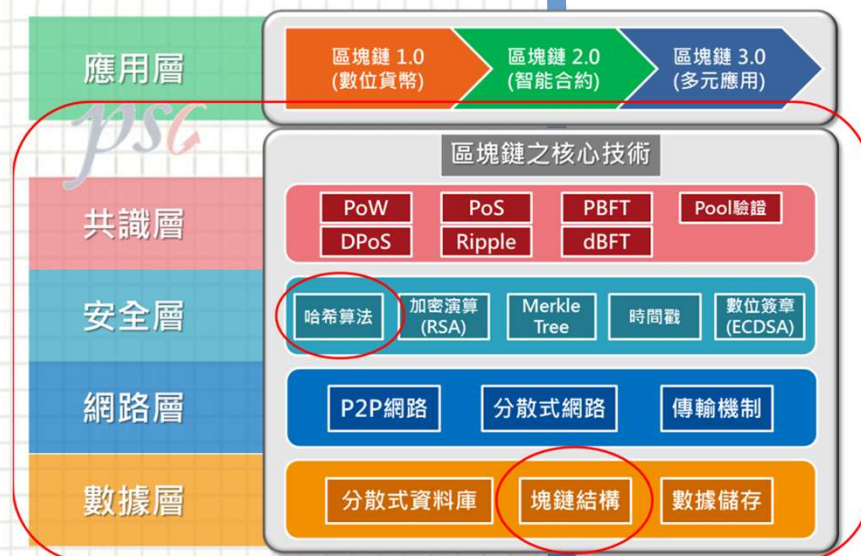 應用層
區塊鏈 1.0
(數位貨幣)
區塊鏈 2.0
(智能合約)
區塊鏈 3.0
(多元應用)
psc
區塊鏈之核心技術
共識層
PoW
PoS
PBFT
Pool驗證
DPoS
Ripple
dBFT
安全層
哈希算法
加密演算
(RSA)
Merkle
Tree
時間戳
數位簽章
(ECDSA)
網路層
P2P網路
分散式網路
傳輸機制
數據層
分散式資料庫
塊鏈結構
數據儲存